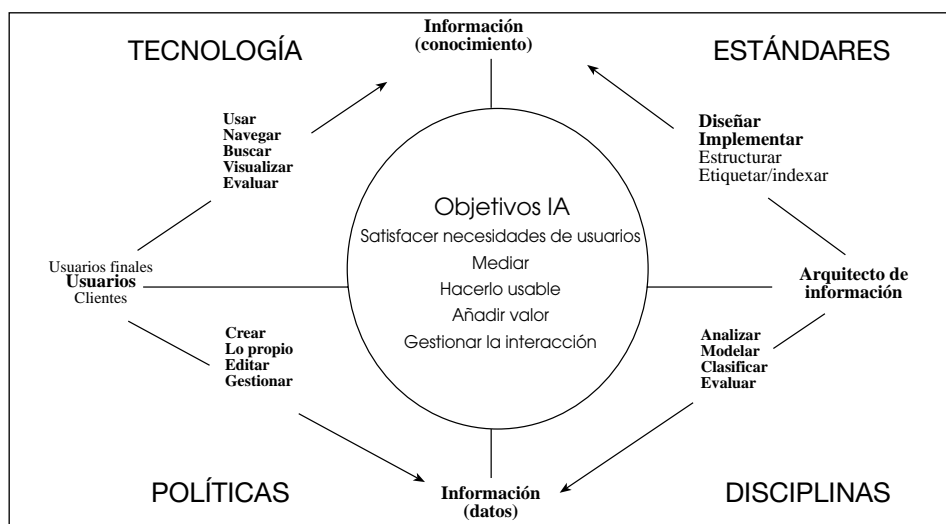 TECNOLOGÍA
Información
(conocimiento)
ESTÁNDARES
Usar
Navegar
Buscar
Visualizar
Evaluar
Diseñar
Implementar
Estructurar
Etiquetar/indexar
Objetivos IA
Satisfacer necesidades de usuarios
Mediar
Hacerlo usable
Añadir valor
Gestionar la interacción
Usuarios finales
Usuarios
Clientes
Arquitecto de
información
Crear
Lo propio
Editar
Gestionar
Analizar
Modelar
Clasificar
Evaluar
POLÍTICAS
Información
(datos)
DISCIPLINAS